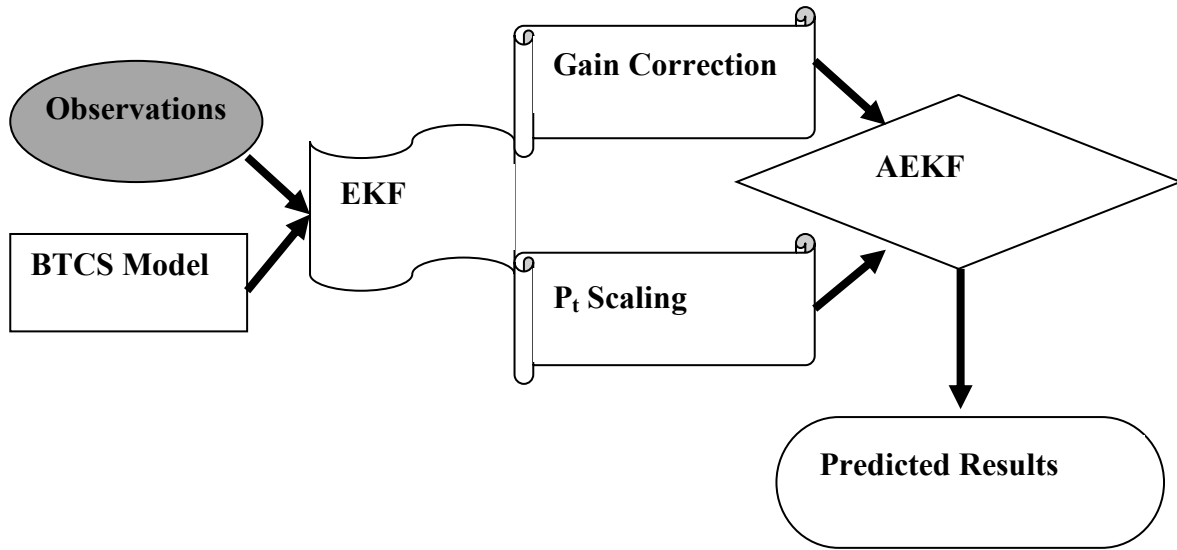 Observations
BTCS Model
EKF
Gain Correction
Pₜ Scaling
AEKF
Predicted Results